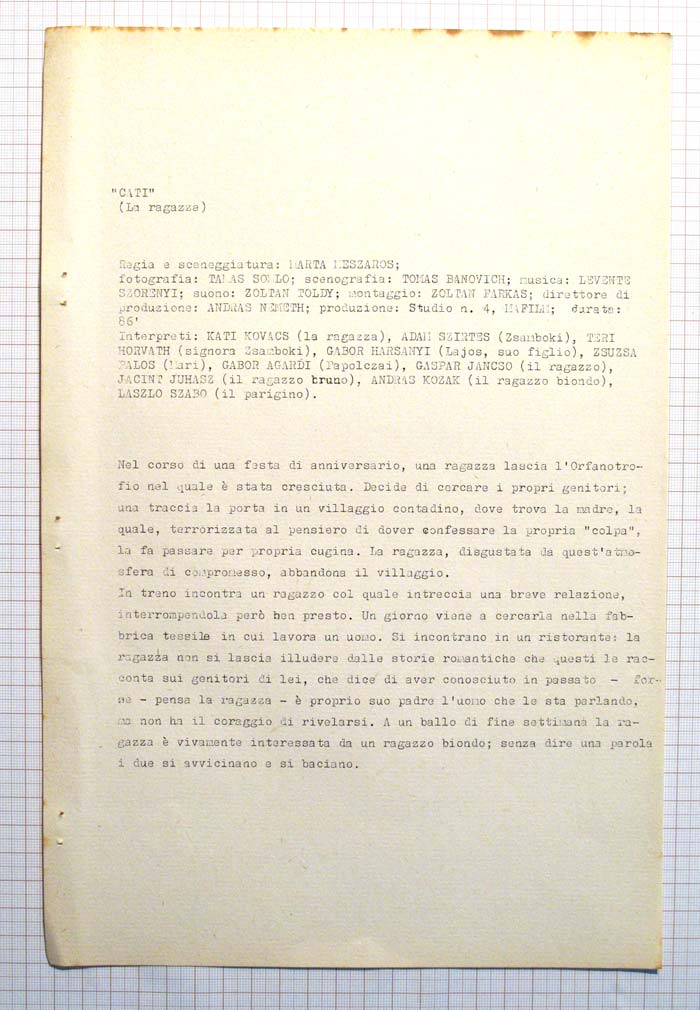 "CATI"
(La ragazza)
Regia e sceneggiatura: MARTA MESZAROS;
fotografia: TAMAS SOMLO; scenografia: TOMAS BANOVICH; musica: LEVENTE
SZORENYI; suono: ZOLTAN TOLDY; montaggio: ZOLTAN FARKAS; direttore di
produzione: ANDRAS NEMETH; produzione: Studio n. 4, MAFILM; durata:
86'
Interpreti: KATI KOVACS (la ragazza), ADAM SZIRTES (Zsamboki), TERI
HORVATH (signora Zsamboki), GABOR HARSANYI (Lajos, suo figlio), ZSUZSA
PALOS (Mari), GABOR AGARDI (Papolczai), GASPAR JANCSO (il ragazzo),
JACINT JUHASZ (il ragazzo bruno), ANDRAS KOZAK (il ragazzo biondo),
LASZLO SZABO (il parigino).
Nel corso di una festa di anniversario, una ragazza lascia l'Orfanotro-
fio nel quale è stata cresciuta. Decide di cercare i propri genitori;
una traccia la porta in un villaggio contadino, dove trova la madre, la
quale, terrorizzata al pensiero di dover confessare la propria "colpa",
la fa passare per propria cugina. La ragazza, disgustata da quest'atmo-
sfera di compromesso, abbandona il villaggio.
In treno incontra un ragazzo col quale intreccia una breve relazione,
interrompendola però ben presto. Un giorno viene a cercarla nella fab-
brica tessile in cui lavora un uomo. Si incontrano in un ristorante: la
ragazza non si lascia illudere dalle storie romantiche che questi le rac-
conta sui genitori di lei, che dice di aver conosciuto in passato - for-
se - pensa la ragazza - è proprio suo padre l'uomo che le sta parlando,
ma non ha il coraggio di rivelarsi. A un ballo di fine settimana la ra-
gazza è vivamente interessata da un ragazzo biondo; senza dire una parola
i due si avvicinano e si baciano.